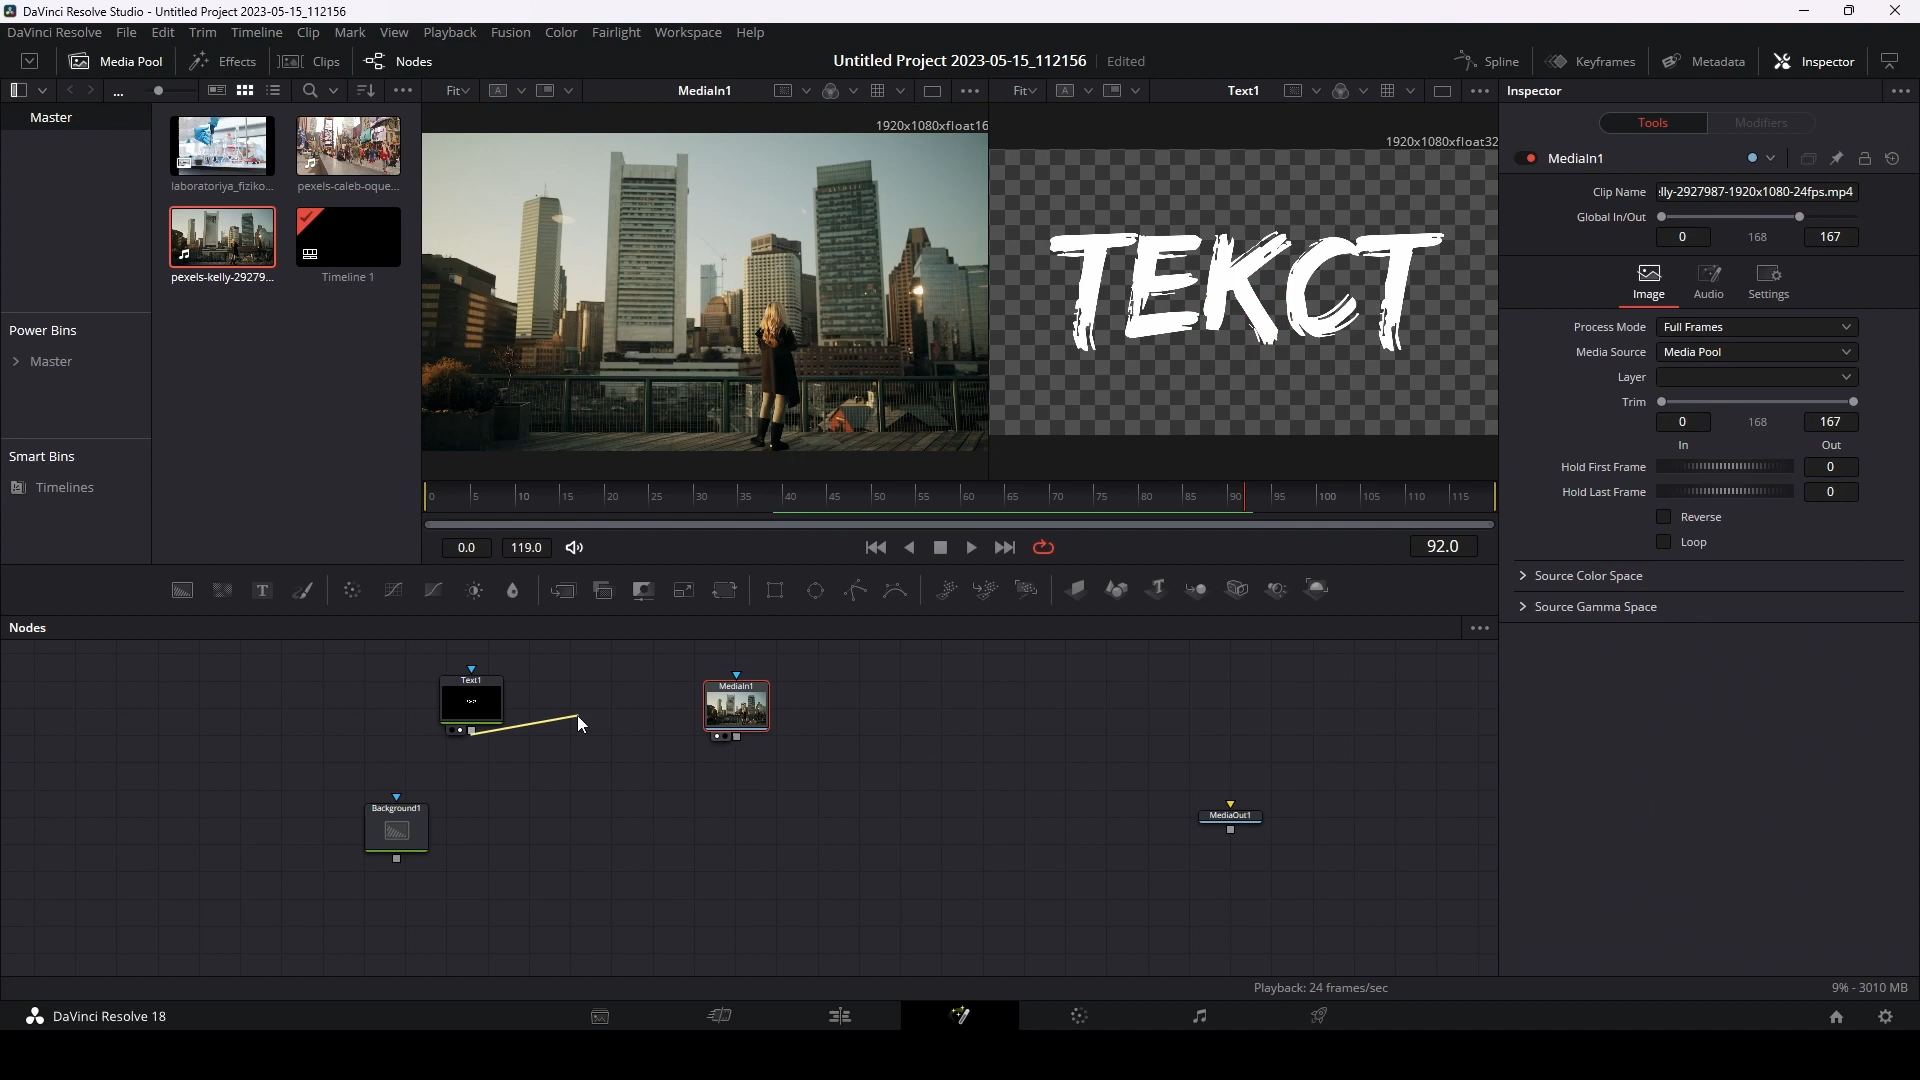 DaVinci Resolve Studio - Untitled Project 2023-05-15_112156
DaVinci Resolve File Edit Trim Timeline Clip Mark View Playback Fusion Color Fairlight Workspace Help
Media Pool Effects Clips Nodes Untitled Project 2023-05-15_112156 Edited Spline Keyframes Metadata Inspector
... Fit A MediaIn1 Fit A Text1 Inspector
Master
1920x1080xfloat16
1920x1080xfloat32
Tools Modifiers
MediaIn1
laboratoriya_fiziko... pexels-caleb-oque...
Clip Name lly-2927987-1920x1080-24fps.mp4
Global In/Out
0 168 167
ТЕКСТ
pexels-kelly-29279... Timeline 1
Image Audio Settings
Power Bins
Master
Process Mode Full Frames
Media Source Media Pool
Layer
Trim
0 168 167
In Out
Smart Bins
Timelines
Hold First Frame 0
Hold Last Frame 0
0 5 10 15 20 25 30 35 40 45 50 55 60 65 70 75 80 85 90 95 100 105 110 115
Reverse
Loop
0.0 119.0 92.0
Source Color Space
Source Gamma Space
T T
Nodes
Text1
MediaIn1
Background1
MediaOut1
Playback: 24 frames/sec 9% - 3010 MB
DaVinci Resolve 18